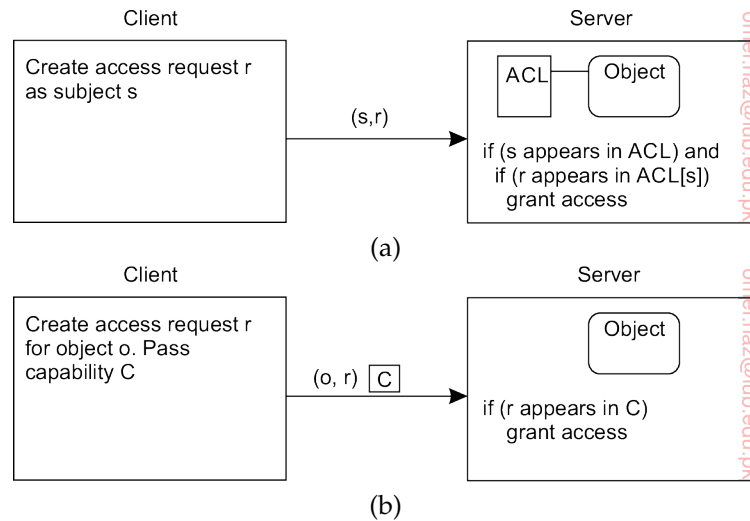 Client
Server
Create access request r
as subject s
(s,r)
ACL
Object
if (s appears in ACL) and
if (r appears in ACL[s])
grant access
(a)
Client
Server
Create access request r
for object o. Pass
capability C
(o, r) C
Object
if (r appears in C)
grant access
(b)